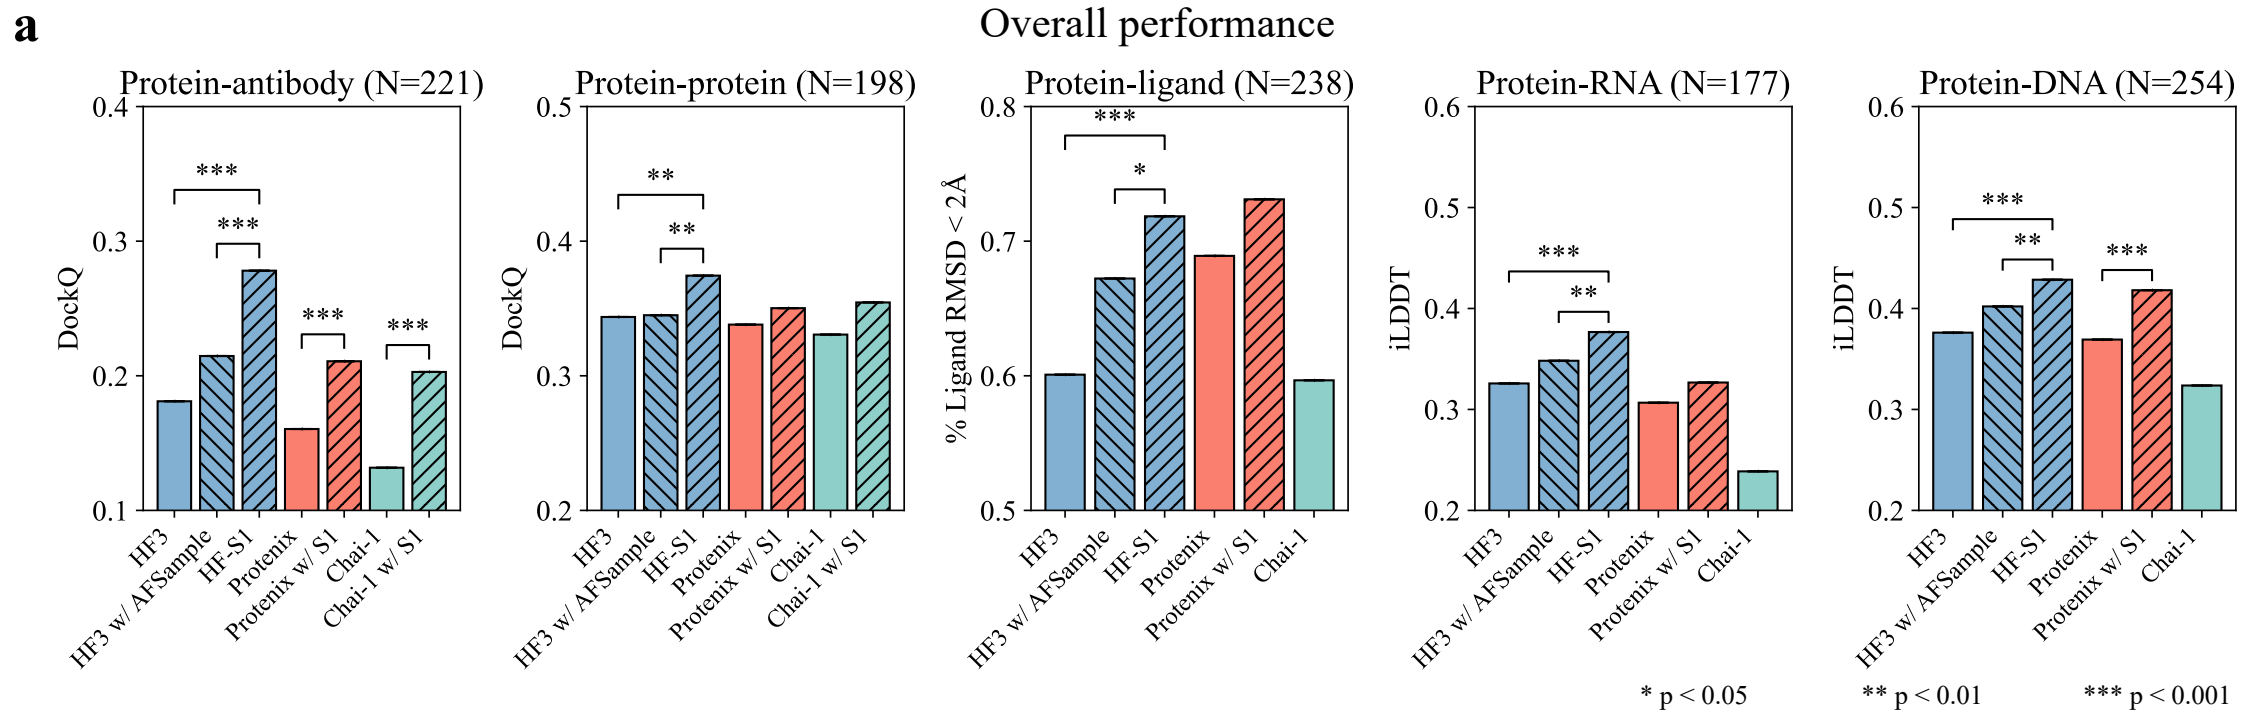 a
Overall performance
Protein-antibody (N=221)
DockQ
0.4
0.3
0.2
0.1
***
***
***
***
HF3
HF3 w/ AFSample
HF-S1
Protenix
Protenix w/ S1
Chai-1
Chai-1 w/ S1
Protein-protein (N=198)
DockQ
0.5
0.4
0.3
0.2
**
**
HF3
HF3 w/ AFSample
HF-S1
Protenix
Protenix w/ S1
Chai-1
Chai-1 w/ S1
Protein-ligand (N=238)
% Ligand RMSD < 2Å
0.8
0.7
0.6
0.5
***
*
HF3
HF3 w/ AFSample
HF-S1
Protenix
Protenix w/ S1
Chai-1
Protein-RNA (N=177)
iLDDT
0.6
0.5
0.4
0.3
0.2
***
**
HF3
HF3 w/ AFSample
HF-S1
Protenix
Protenix w/ S1
Chai-1
Protein-DNA (N=254)
iLDDT
0.6
0.5
0.4
0.3
0.2
***
**
***
HF3
HF3 w/ AFSample
HF-S1
Protenix
Protenix w/ S1
Chai-1
* p < 0.05
** p < 0.01
*** p < 0.001